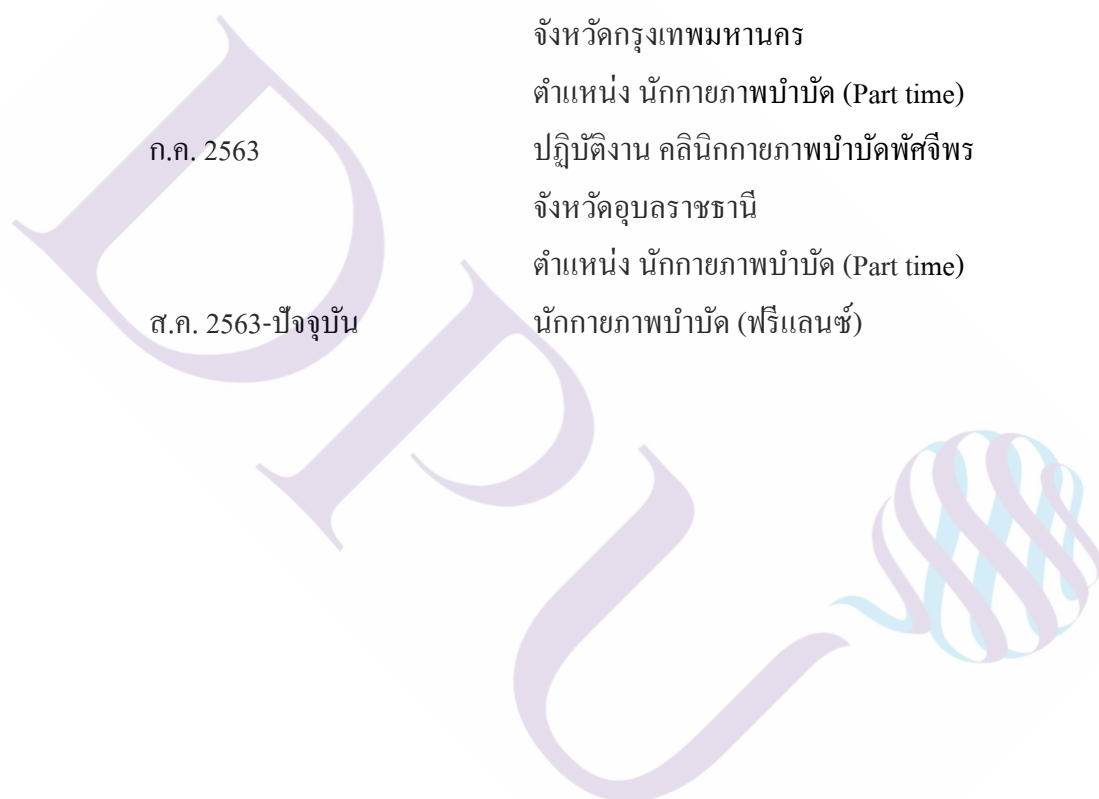 จังหวัดกรุงเทพมหานคร
ตำแหน่ง นักกายภาพบำบัด (Part time)
ก.ค. 2563 ปฏิบัติงาน คลินิกกายภาพบำบัดพัศจีพร
จังหวัดอุบลราชธานี
ตำแหน่ง นักกายภาพบำบัด (Part time)
ส.ค. 2563-ปัจจุบัน นักกายภาพบำบัด (ฟรีแลนซ์)
DPU